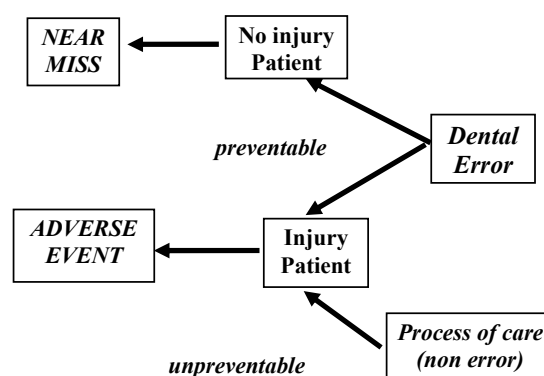 NEAR
MISS
No injury
Patient
preventable
Dental
Error
ADVERSE
EVENT
Injury
Patient
Process of care
(non error)
unpreventable